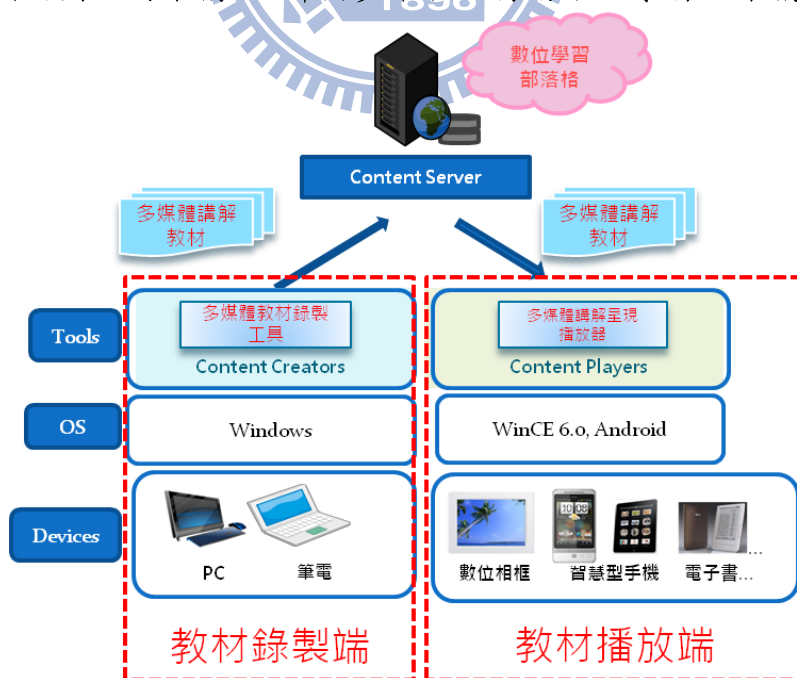 1896
數位學習
部落格
Content Server
多媒體講解
教材
多媒體講解
教材
Tools
多媒體教材錄製
工具
Content Creators
多媒體講解呈現
播放器
Content Players
OS
Windows
WinCE 6.0, Android
Devices
10 08
PC
筆電
數位相框
智慧型手機
電子書...
...
教材錄製端
教材播放端